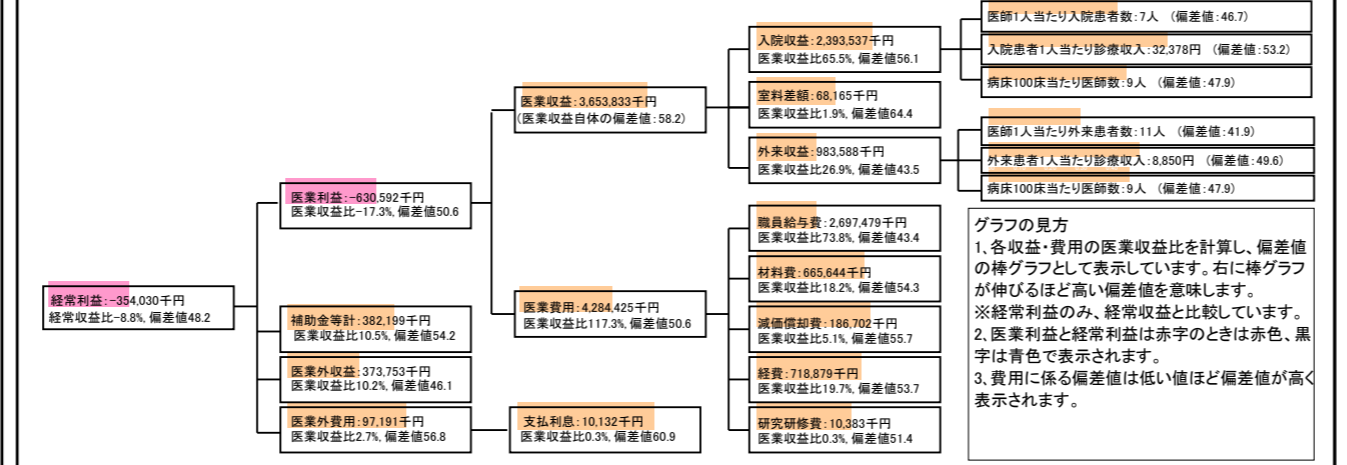 経常利益:-354,030千円
経常収益比-8.8%, 偏差値48.2
医業利益:-630,592千円
医業収益比-17.3%, 偏差値50.6
補助金等計:382,199千円
医業収益比10.5%, 偏差値54.2
医業外収益:373,753千円
医業収益比10.2%, 偏差値46.1
医業外費用:97,191千円
医業収益比2.7%, 偏差値56.8
医業収益:3,653,833千円
(医業収益自体の偏差値:58.2)
医業費用:4,284,425千円
医業収益比117.3%, 偏差値50.6
支払利息:10,132千円
医業収益比0.3%, 偏差値60.9
入院収益:2,393,537千円
医業収益比65.5%, 偏差値56.1
室料差額:68,165千円
医業収益比1.9%, 偏差値64.4
外来収益:983,588千円
医業収益比26.9%, 偏差値43.5
職員給与費:2,697,479千円
医業収益比73.8%, 偏差値43.4
材料費:665,644千円
医業収益比18.2%, 偏差値54.3
減価償却費:186,702千円
医業収益比5.1%, 偏差値55.7
経費:718,879千円
医業収益比19.7%, 偏差値53.7
研究研修費:10,383千円
医業収益比0.3%, 偏差値51.4
医師1人当たり入院患者数:7人 (偏差値:46.7)
入院患者1人当たり診療収入:32,378円 (偏差値:53.2)
病床100床当たり医師数:9人 (偏差値:47.9)
医師1人当たり外来患者数:11人 (偏差値:41.9)
外来患者1人当たり診療収入:8,850円 (偏差値:49.6)
病床100床当たり医師数:9人 (偏差値:47.9)
グラフの見方
1、各収益・費用の医業収益比を計算し、偏差値
の棒グラフとして表示しています。右に棒グラフ
が伸びるほど高い偏差値を意味します。
※経常利益のみ、経常収益と比較しています。
2、医業利益と経常利益は赤字のときは赤色、黒
字は青色で表示されます。
3、費用に係る偏差値は低い値ほど偏差値が高く
表示されます。